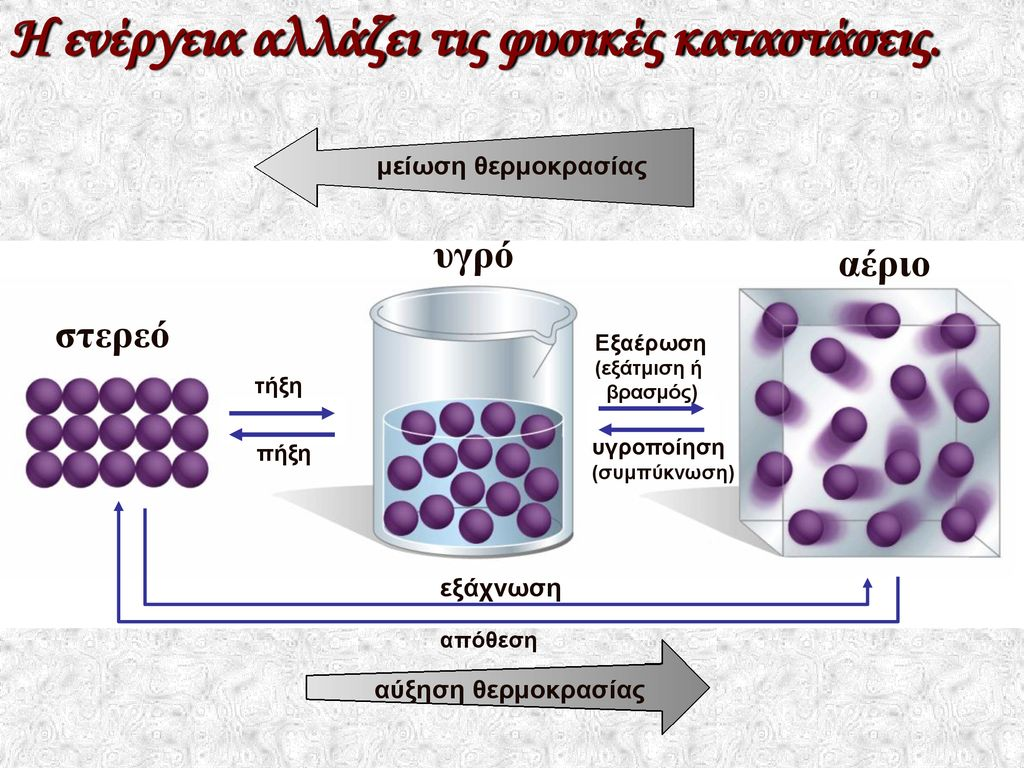 Η ενέργεια αλλάζει τις φυσικές καταστάσεις.
μείωση θερμοκρασίας
υγρό
αέριο
στερεό
Εξαέρωση
(εξάτμιση ή
βρασμός)
τήξη
πήξη
υγροποίηση
(συμπύκνωση)
εξάχνωση
απόθεση
αύξηση θερμοκρασίας